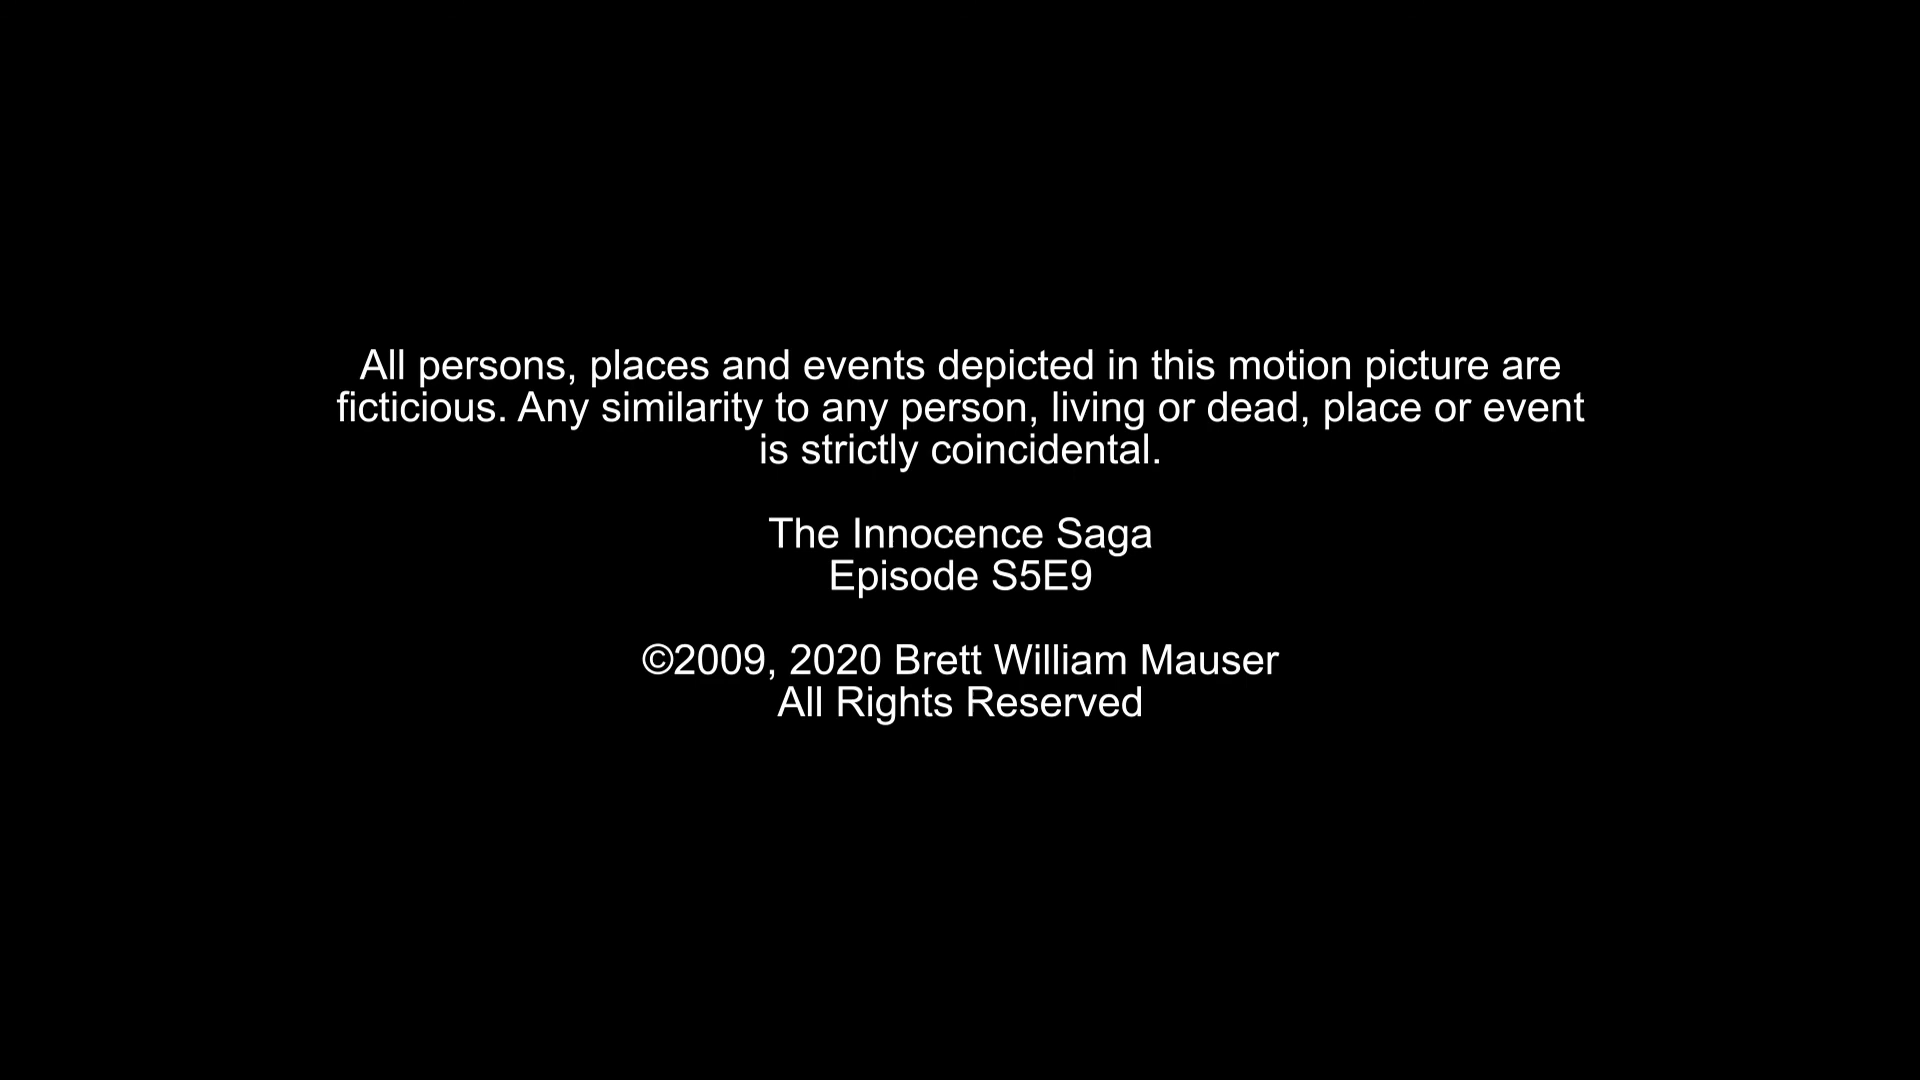 All persons, places and events depicted in this motion picture are
ficticious. Any similarity to any person, living or dead, place or event
is strictly coincidental.
The Innocence Saga
Episode S5E9
©2009, 2020 Brett William Mauser
All Rights Reserved